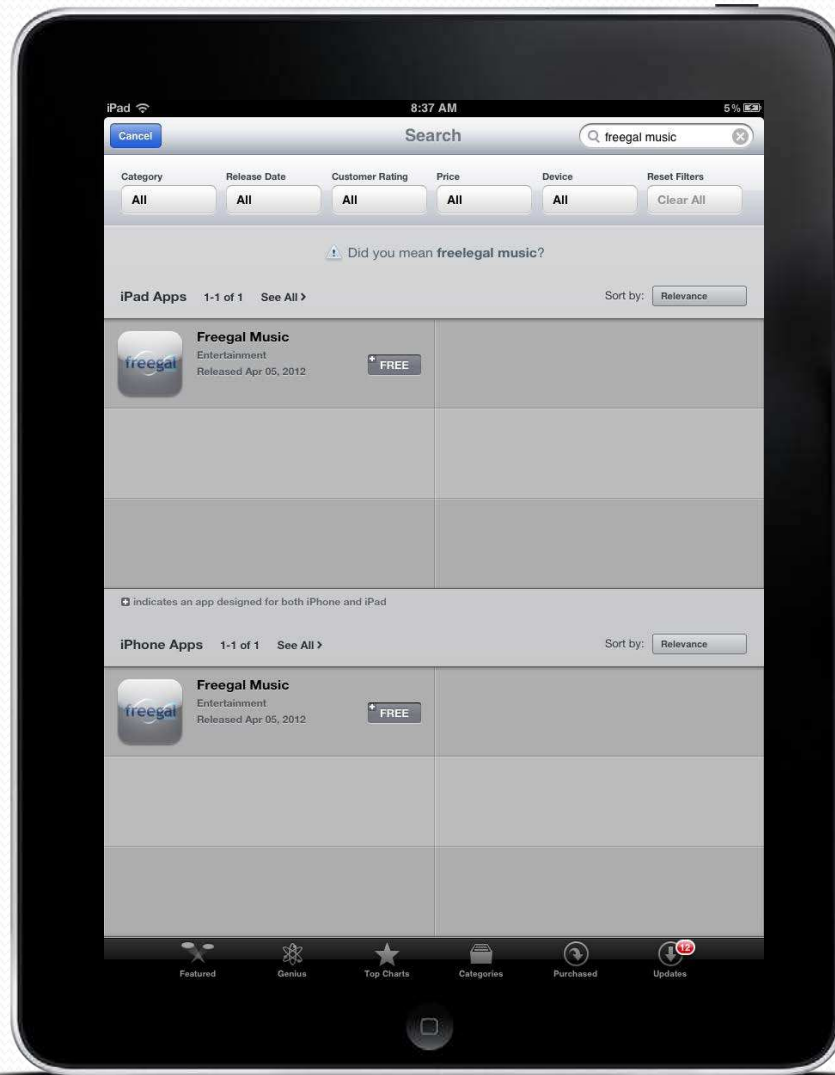 iPad 8:37 AM 5%
Cancel Search freegal music
Category Release Date Customer Rating Price Device Reset Filters
All All All All All Clear All
Did you mean freelegal music?
iPad Apps 1-1 of 1 See All › Sort by: Relevance
freegal
Freegal Music
Entertainment
Released Apr 05, 2012
+ FREE
+ indicates an app designed for both iPhone and iPad
iPhone Apps 1-1 of 1 See All › Sort by: Relevance
freegal
Freegal Music
Entertainment
Released Apr 05, 2012
+ FREE
12
Featured Genius Top Charts Categories Purchased Updates